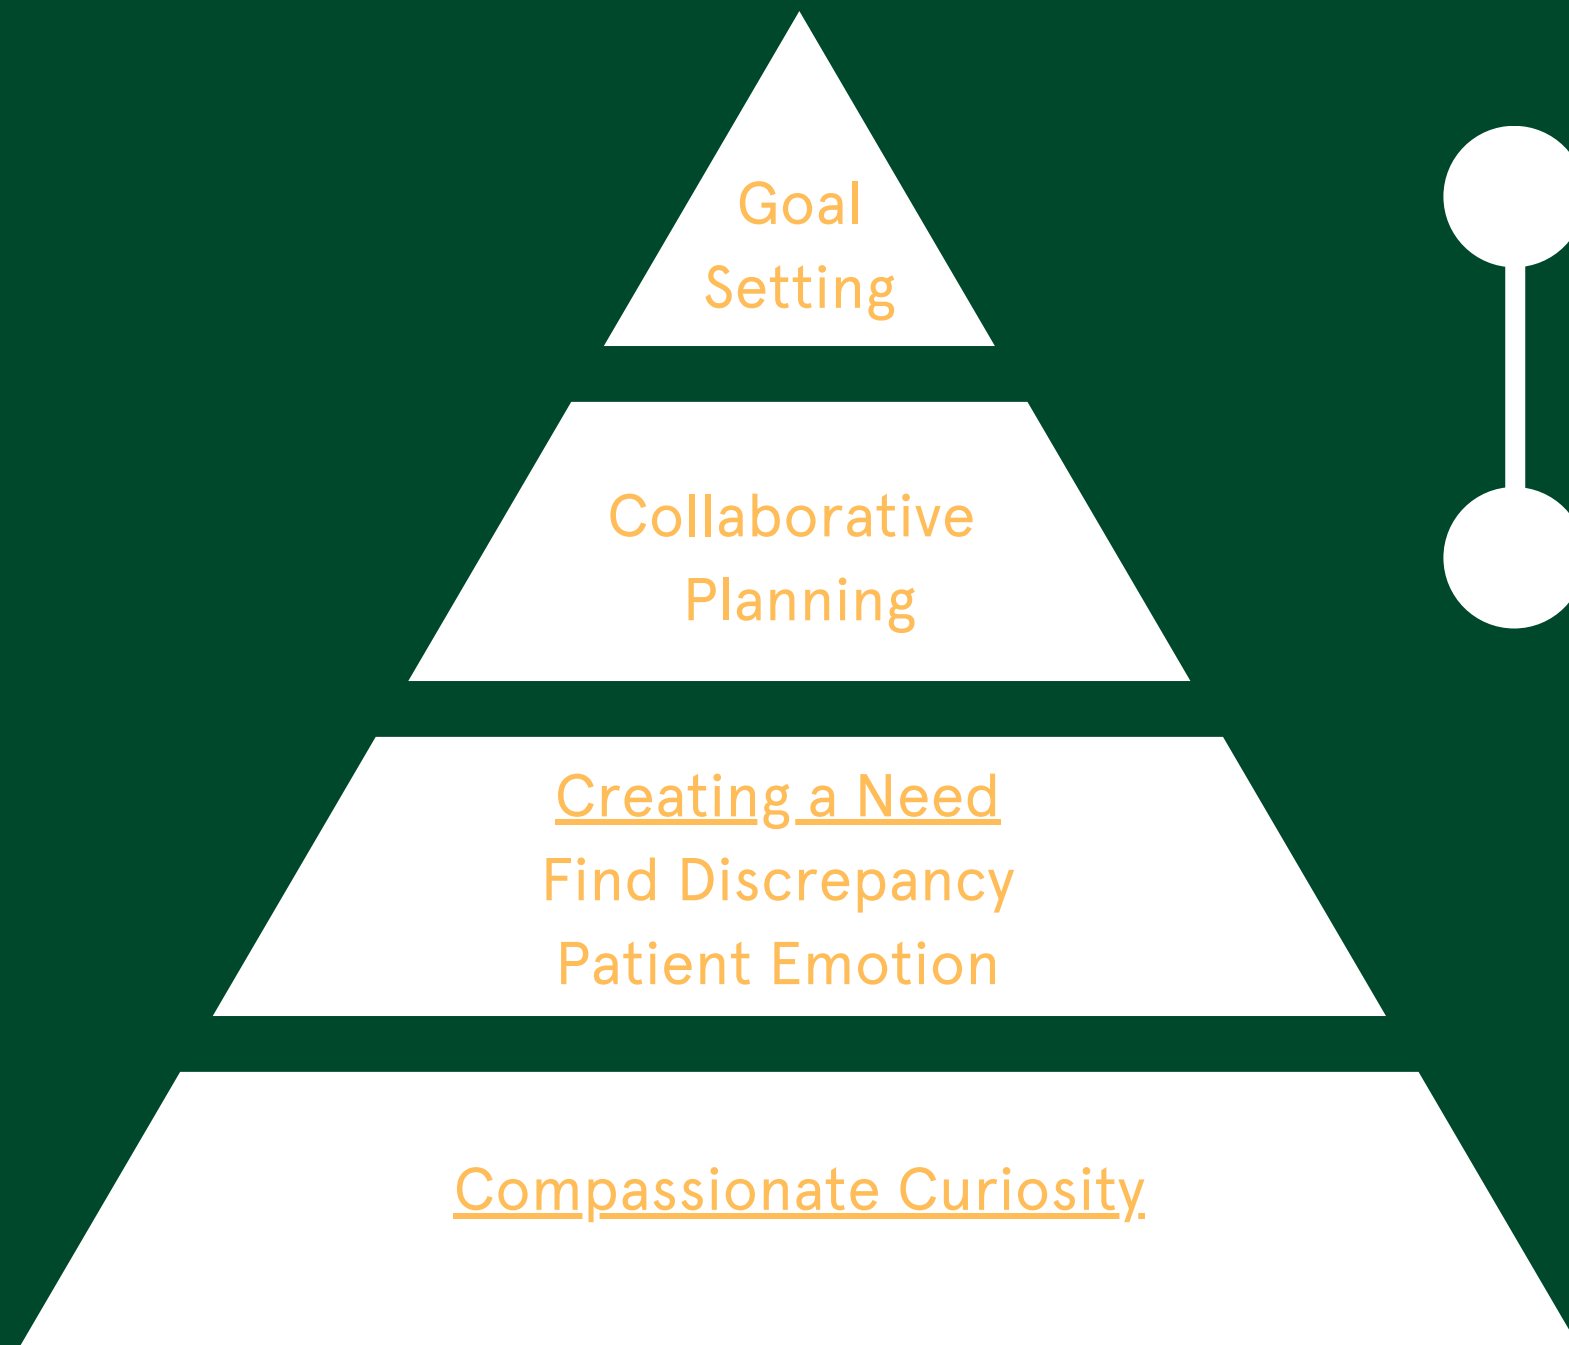 Goal
Setting
Collaborative
Planning
Creating a Need
Find Discrepancy
Patient Emotion
Compassionate Curiosity